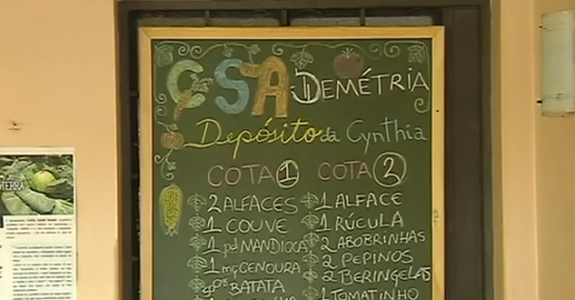 CSA DEMÉTRIA
Depósito da Cynthia
COTA 1 COTA 2
2 ALFACES 1 ALFACE
1 COUVE 1 RÚCULA
1 pd MANDIOCA 2 ABOBRINHAS
1 mç CENOURA 2 PEPINOS
BATATA 2 BERINGELAS
1 TOMATINHO
TERRA